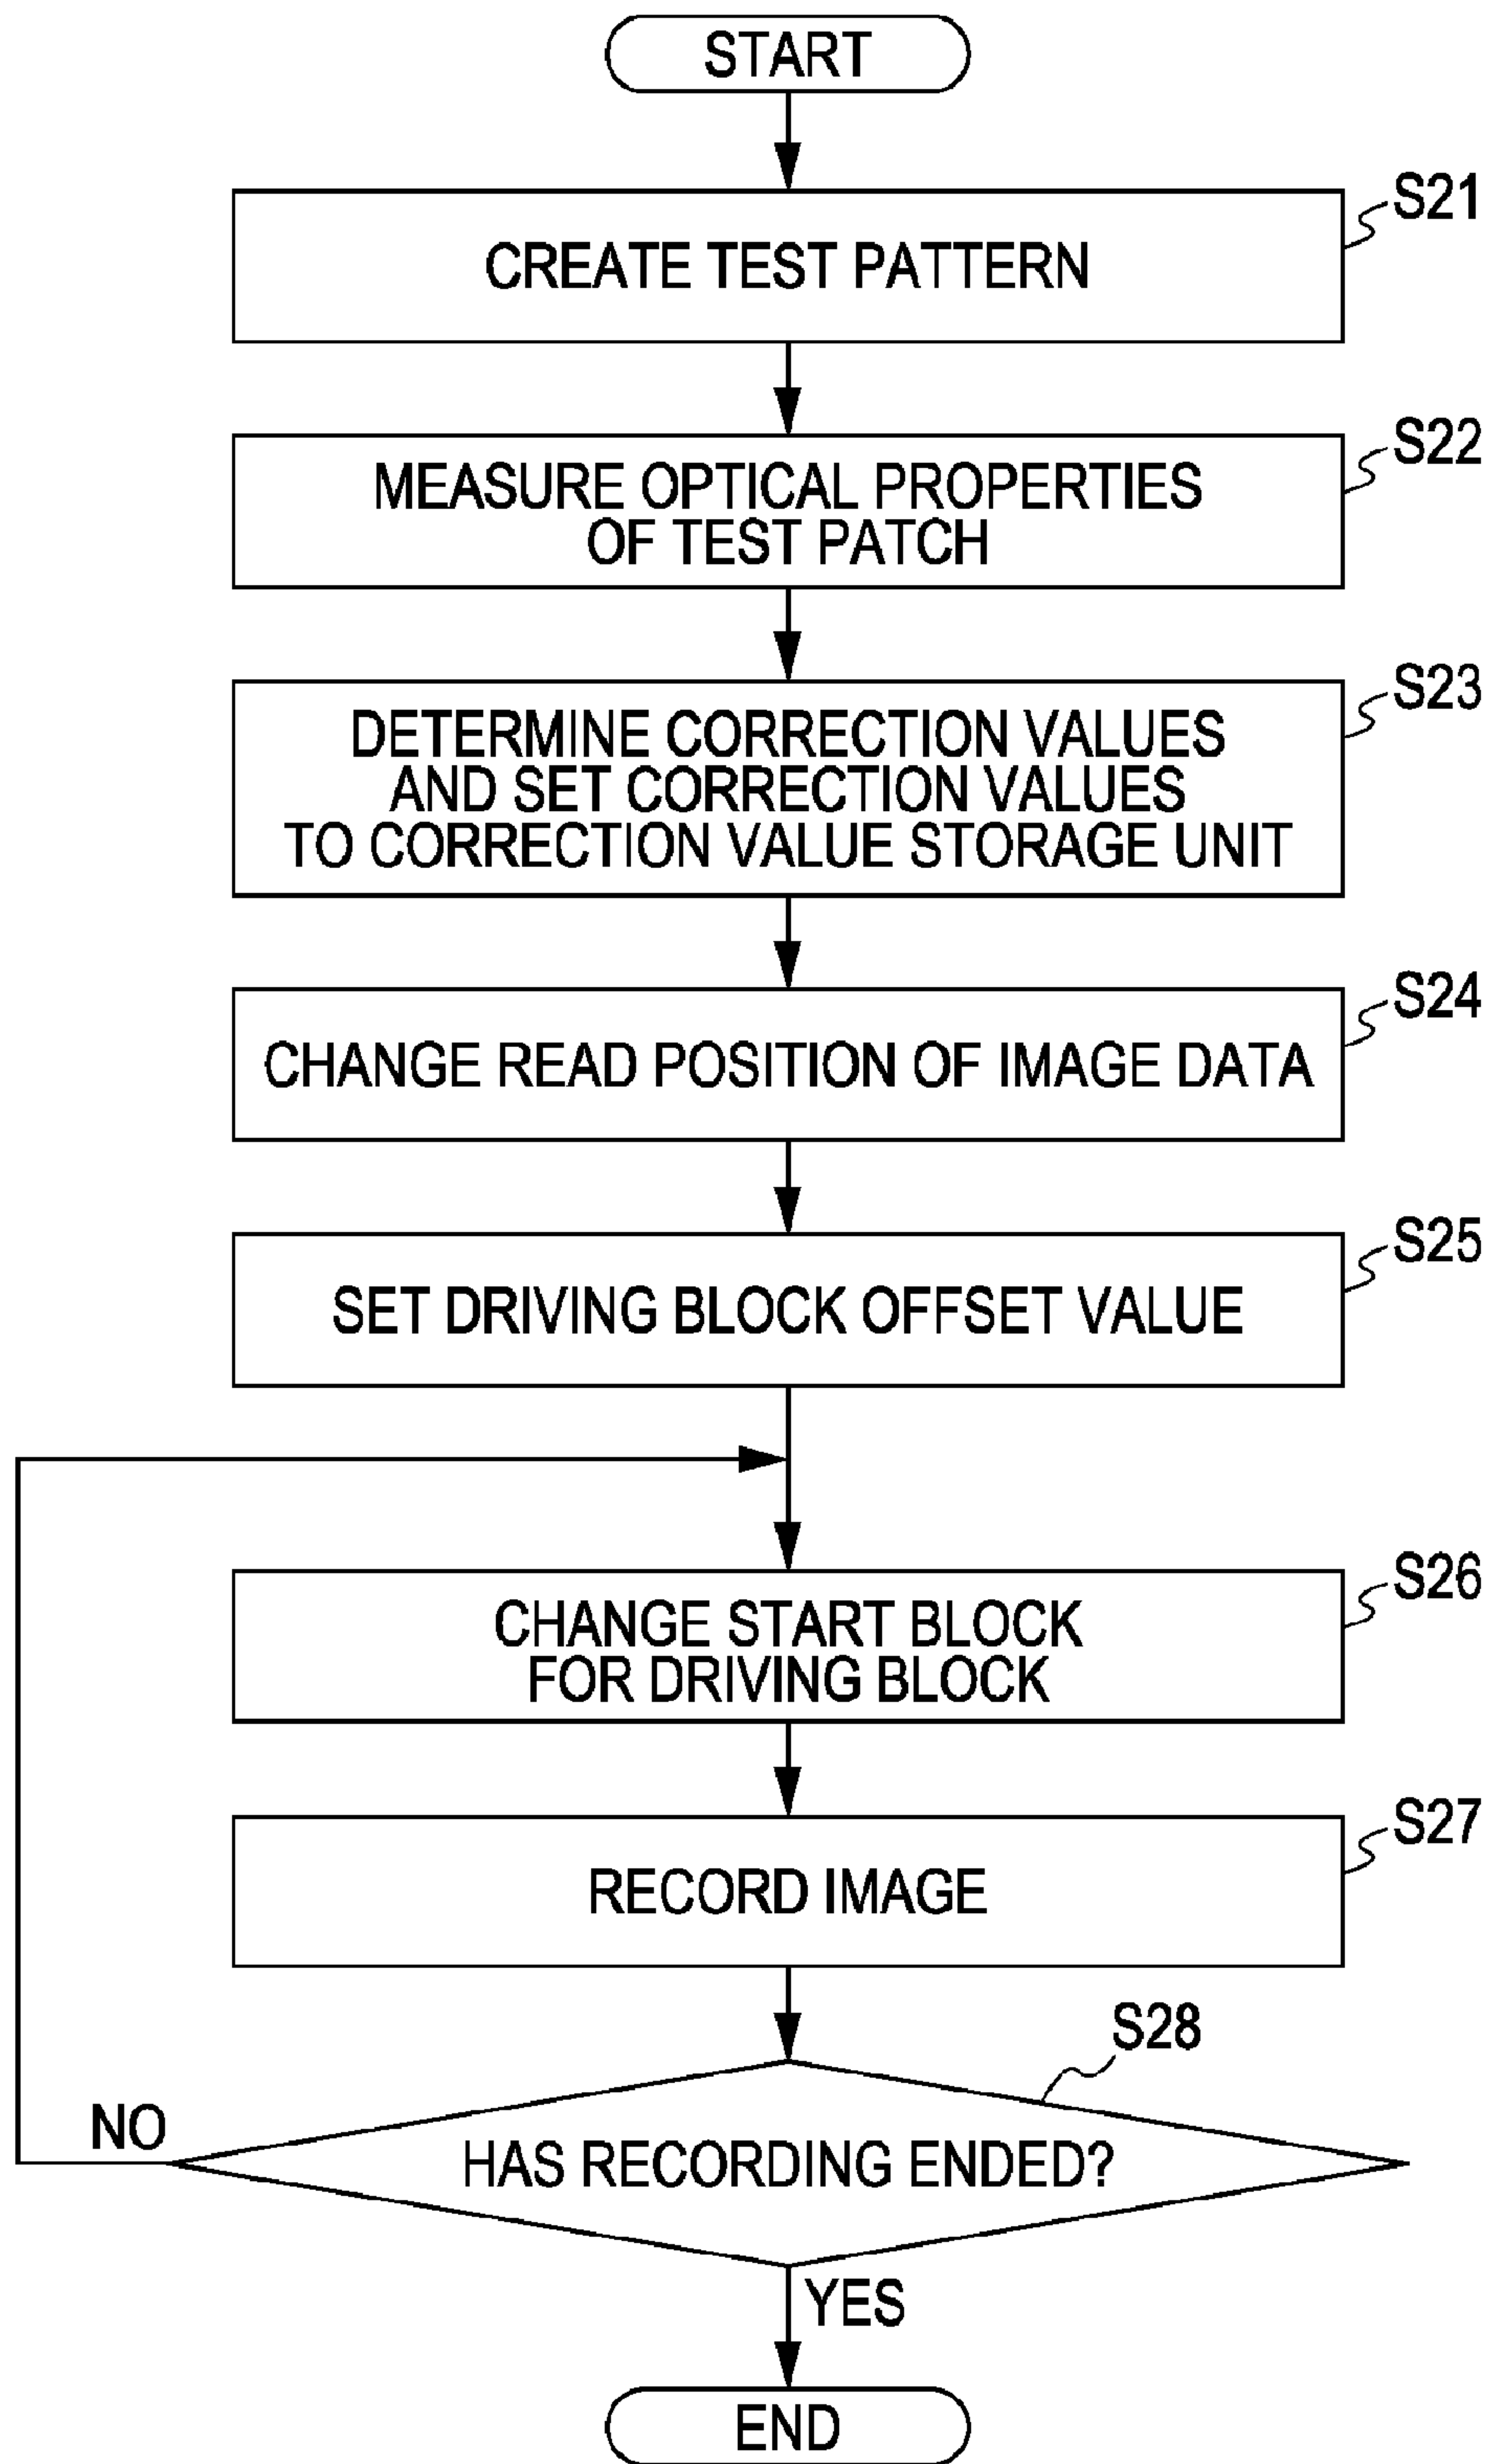 START
S21
CREATE TEST PATTERN
S22
MEASURE OPTICAL PROPERTIES
OF TEST PATCH
S23
DETERMINE CORRECTION VALUES
AND SET CORRECTION VALUES
TO CORRECTION VALUE STORAGE UNIT
S24
CHANGE READ POSITION OF IMAGE DATA
S25
SET DRIVING BLOCK OFFSET VALUE
S26
CHANGE START BLOCK
FOR DRIVING BLOCK
S27
RECORD IMAGE
S28
NO
HAS RECORDING ENDED?
YES
END